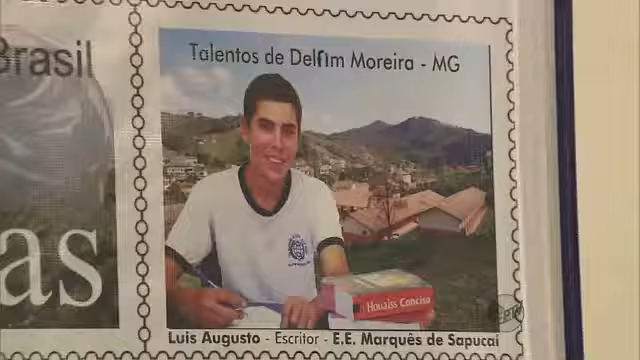 Brasil
as
Talentos de Delfim Moreira - MG
Houaiss Conciso
Luis Augusto - Escritor - E.E. Marquês de Sapucaí